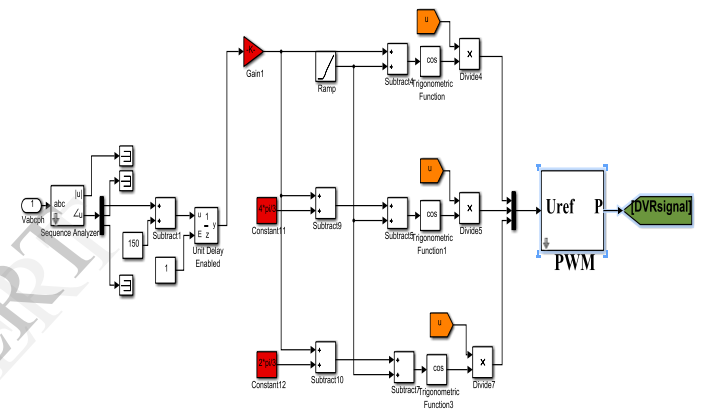 u
cos
x
Divide4
Subtract4
Trigonometric
Function
Gain1
Ramp
1
Vabcph
abc
|u|
∠u
Sequence Analyzer
150
Subtract1
1
u
E
1
z
y
Unit Delay
Enabled
Constant11
Subtract9
u
cos
x
Divide5
Subtract5
Trigonometric
Function1
Uref
P
PWM
[DVRsignal]
Constant12
Subtract10
u
cos
x
Divide7
Subtract7
Trigonometric
Function3